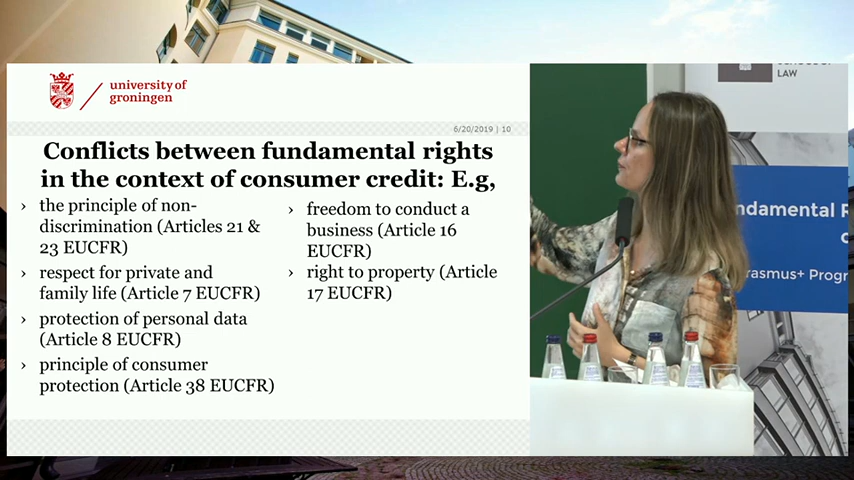 university of
groningen
6/20/2019 | 10
Conflicts between fundamental rights
in the context of consumer credit: E.g,
› the principle of non-
discrimination (Articles 21 &
23 EUCFR)
› respect for private and
family life (Article 7 EUCFR)
› protection of personal data
(Article 8 EUCFR)
› principle of consumer
protection (Article 38 EUCFR)
› freedom to conduct a
business (Article 16
EUCFR)
› right to property (Article
17 EUCFR)
LAW
ndamental R
rasmus+ Progr